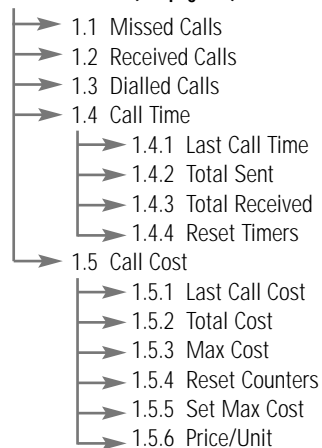 1.1 Missed Calls
1.2 Received Calls
1.3 Dialled Calls
1.4 Call Time
1.4.1 Last Call Time
1.4.2 Total Sent
1.4.3 Total Received
1.4.4 Reset Timers
1.5 Call Cost
1.5.1 Last Call Cost
1.5.2 Total Cost
1.5.3 Max Cost
1.5.4 Reset Counters
1.5.5 Set Max Cost
1.5.6 Price/Unit